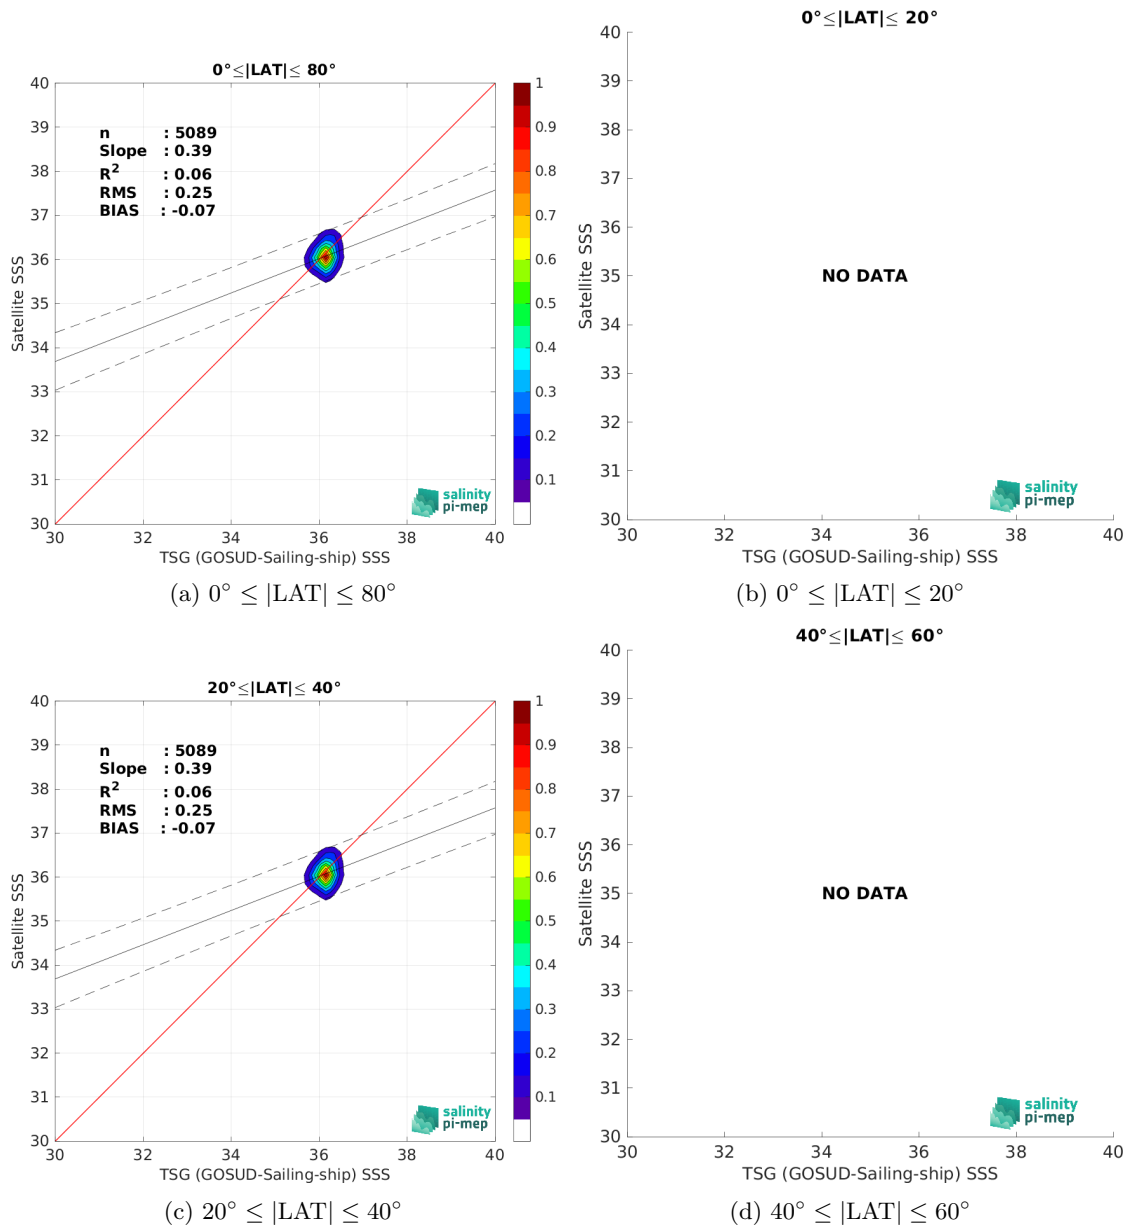 0°≤|LAT|≤ 80°
n : 5089
Slope : 0.39
R² : 0.06
RMS : 0.25
BIAS : -0.07
40
39
38
37
36
35
34
33
32
31
30
Satellite SSS
30 32 34 36 38 40
TSG (GOSUD-Sailing-ship) SSS
1
0.9
0.8
0.7
0.6
0.5
0.4
0.3
0.2
0.1
salinity
pi-mep
(a) 0° ≤ |LAT| ≤ 80°
0°≤|LAT|≤ 20°
40
39
38
37
36
35
34
33
32
31
30
Satellite SSS
NO DATA
salinity
pi-mep
30 32 34 36 38 40
TSG (GOSUD-Sailing-ship) SSS
(b) 0° ≤ |LAT| ≤ 20°
20°≤|LAT|≤ 40°
n : 5089
Slope : 0.39
R² : 0.06
RMS : 0.25
BIAS : -0.07
40
39
38
37
36
35
34
33
32
31
30
Satellite SSS
30 32 34 36 38 40
TSG (GOSUD-Sailing-ship) SSS
1
0.9
0.8
0.7
0.6
0.5
0.4
0.3
0.2
0.1
salinity
pi-mep
(c) 20° ≤ |LAT| ≤ 40°
40°≤|LAT|≤ 60°
40
39
38
37
36
35
34
33
32
31
30
Satellite SSS
NO DATA
salinity
pi-mep
30 32 34 36 38 40
TSG (GOSUD-Sailing-ship) SSS
(d) 40° ≤ |LAT| ≤ 60°